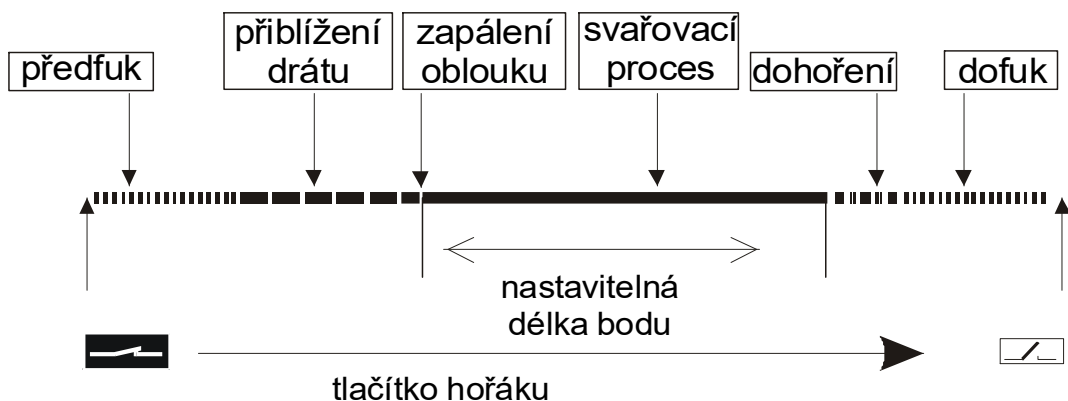 předfuk
přiblížení
drátu
zapálení
oblouku
svařovací
proces
dohoření
dofuk
nastavitelná
délka bodu
tlačítko hořáku